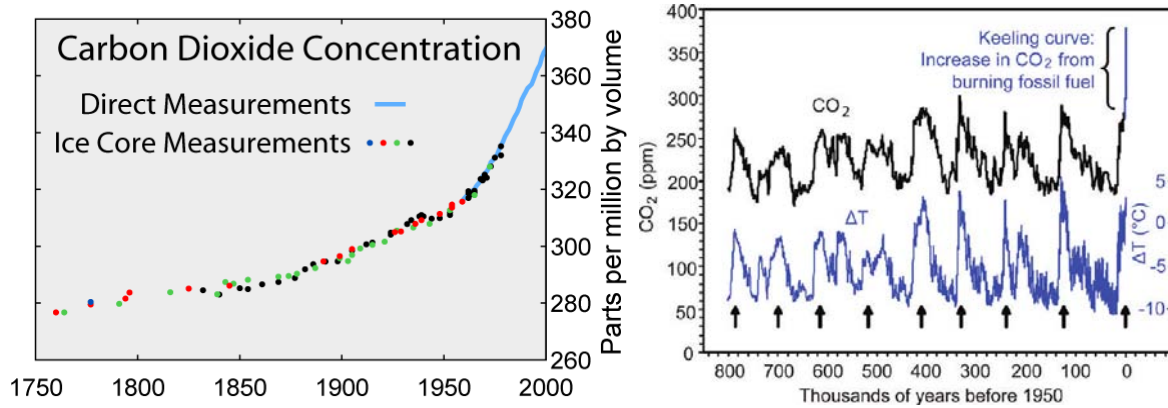 Carbon Dioxide Concentration
Direct Measurements
Ice Core Measurements
380
360
340
320
300
280
260
Parts per million by volume
1750
1800
1850
1900
1950
2000
400
350
300
250
200
150
100
50
0
CO₂ (ppm)
Keeling curve:
Increase in CO₂ from
burning fossil fuel
CO₂
ΔT
5
0
-5
-10
ΔT (°C)
800 700 600 500 400 300 200 100 0
Thousands of years before 1950